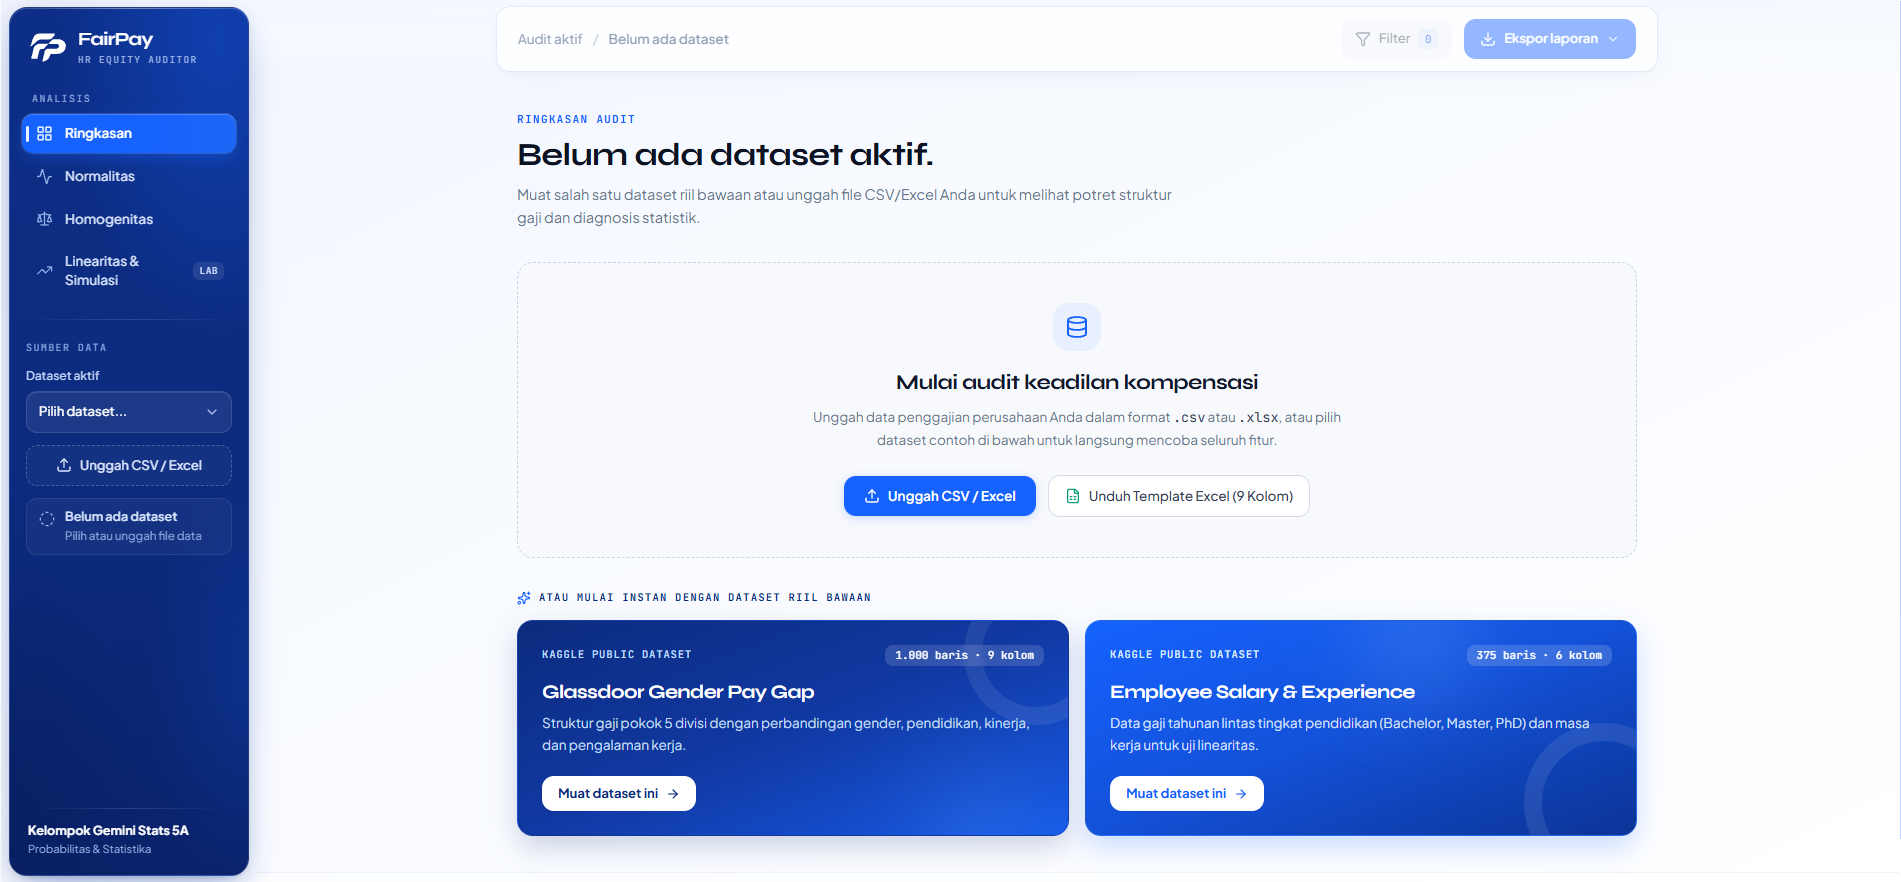 FairPay
HR EQUITY AUDITOR
ANALISIS
Ringkasan
Normalitas
Homogenitas
Linearitas &
Simulasi
LAB
SUMBER DATA
Dataset aktif
Pilih dataset...
Unggah CSV / Excel
Belum ada dataset
Pilih atau unggah file data
Kelompok Gemini Stats 5A
Probabilitas & Statistika
Audit aktif / Belum ada dataset
Filter 0
Ekspor laporan
RINGKASAN AUDIT
Belum ada dataset aktif.
Muat salah satu dataset riil bawaan atau unggah file CSV/Excel Anda untuk melihat potret struktur
gaji dan diagnosis statistik.
Mulai audit keadilan kompensasi
Unggah data penggajian perusahaan Anda dalam format .csv atau .xlsx, atau pilih
dataset contoh di bawah untuk langsung mencoba seluruh fitur.
Unggah CSV / Excel
Unduh Template Excel (9 Kolom)
ATAU MULAI INSTAN DENGAN DATASET RIIL BAWAAN
KAGGLE PUBLIC DATASET
1.000 baris · 9 kolom
Glassdoor Gender Pay Gap
Struktur gaji pokok 5 divisi dengan perbandingan gender, pendidikan, kinerja,
dan pengalaman kerja.
Muat dataset ini →
KAGGLE PUBLIC DATASET
375 baris · 6 kolom
Employee Salary & Experience
Data gaji tahunan lintas tingkat pendidikan (Bachelor, Master, PhD) dan masa
kerja untuk uji linearitas.
Muat dataset ini →